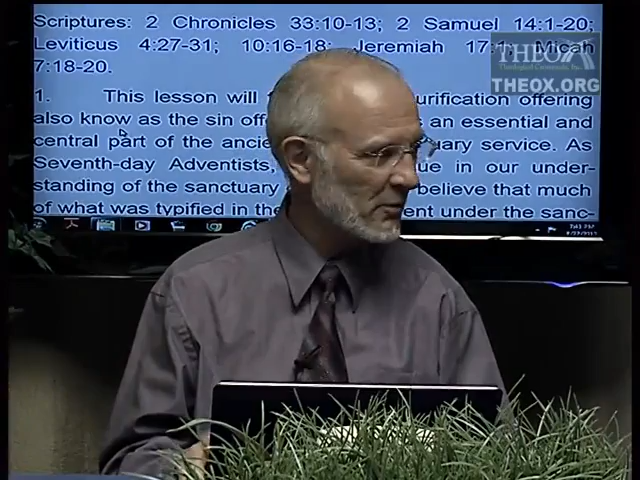 Scriptures: 2 Chronicles 33:10-13; 2 Samuel 14:1-20;
Leviticus 4:27-31; 10:16-18; Jeremiah 17:1; Micah
7:18-20.
THEOX.ORG
1. This lesson will urification offering
also know as the sin off an essential and
central part of the ancie uary service. As
Seventh-day Adventists, ue in our under-
standing of the sanctuary believe that much
of what was typified in the ent under the sanc-